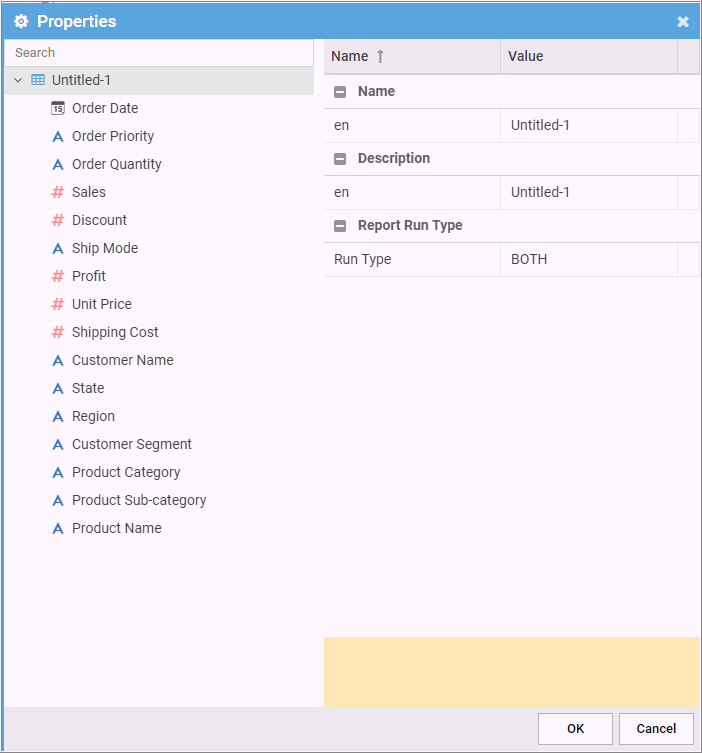 Properties
Search
Name Value
Untitled-1
15 Order Date
Order Priority
Order Quantity
Sales
Discount
Ship Mode
Profit
Unit Price
Shipping Cost
Customer Name
State
Region
Customer Segment
Product Category
Product Sub-category
Product Name
Name
en Untitled-1
Description
en Untitled-1
Report Run Type
Run Type BOTH
OK Cancel